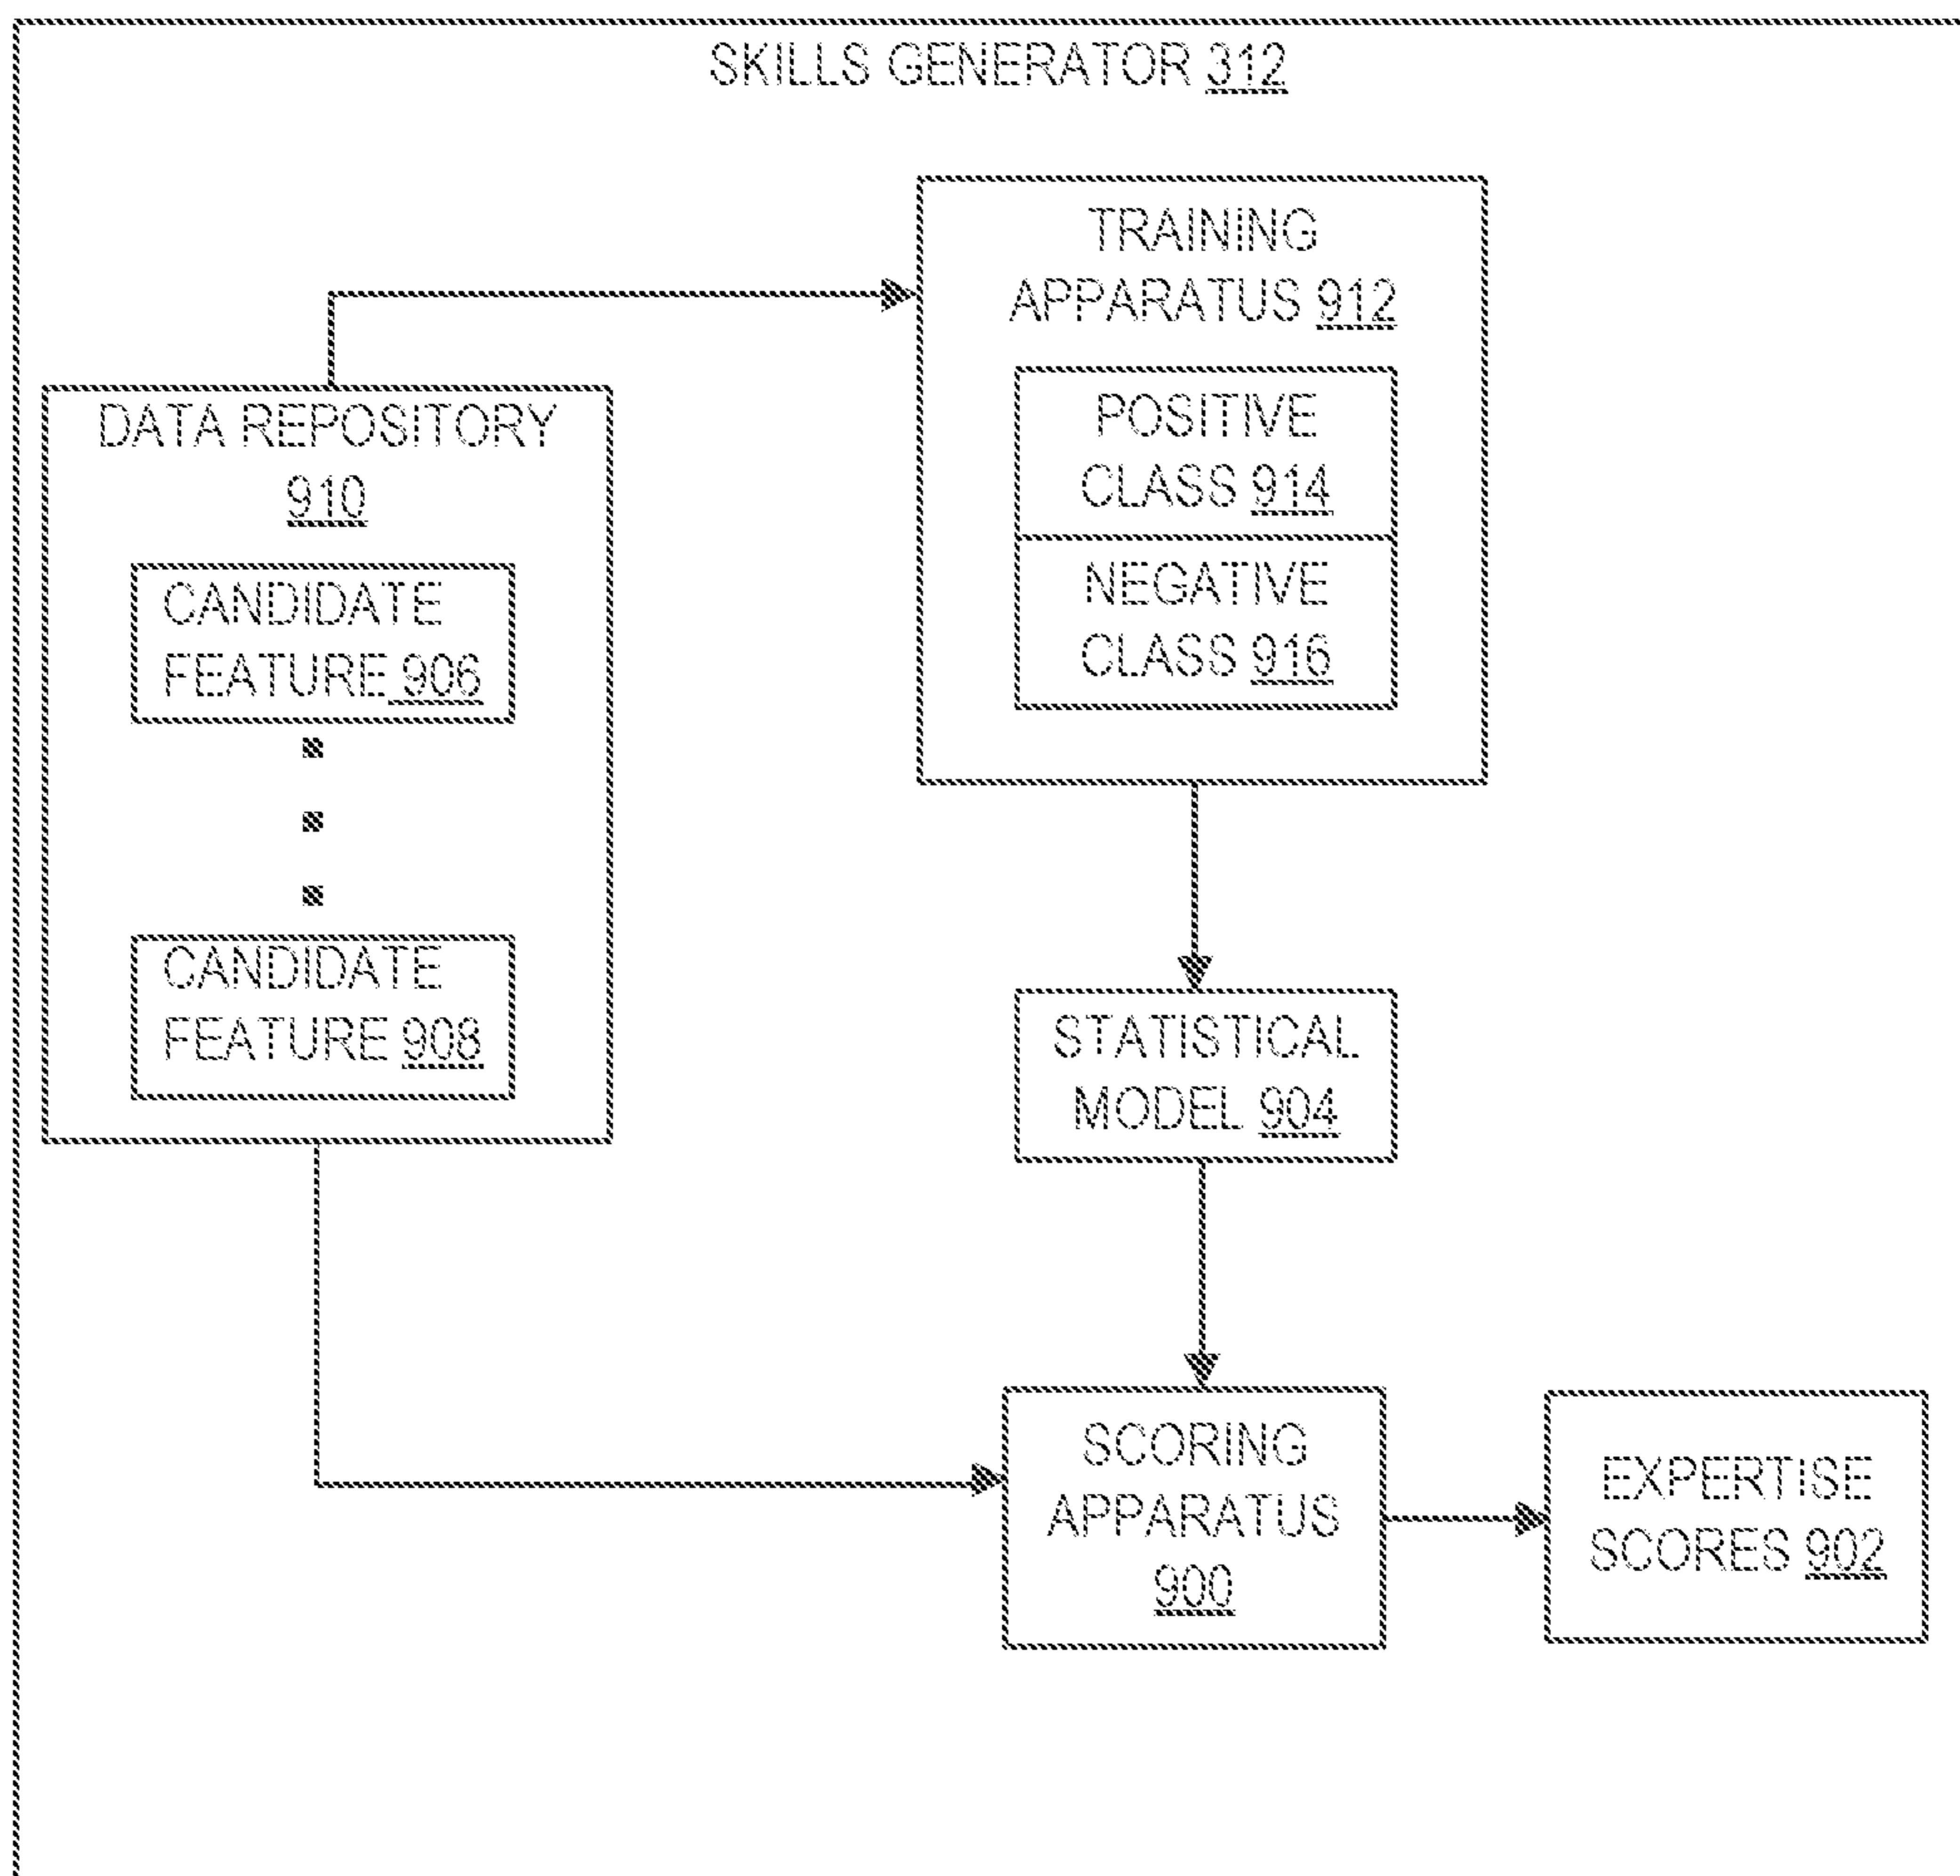 SKILLS GENERATOR 312
TRAINING
APPARATUS 912
POSITIVE
CLASS 914
NEGATIVE
CLASS 916
DATA REPOSITORY
910
CANDIDATE
FEATURE 906
CANDIDATE
FEATURE 908
STATISTICAL
MODEL 904
SCORING
APPARATUS
900
EXPERTISE
SCORES 902